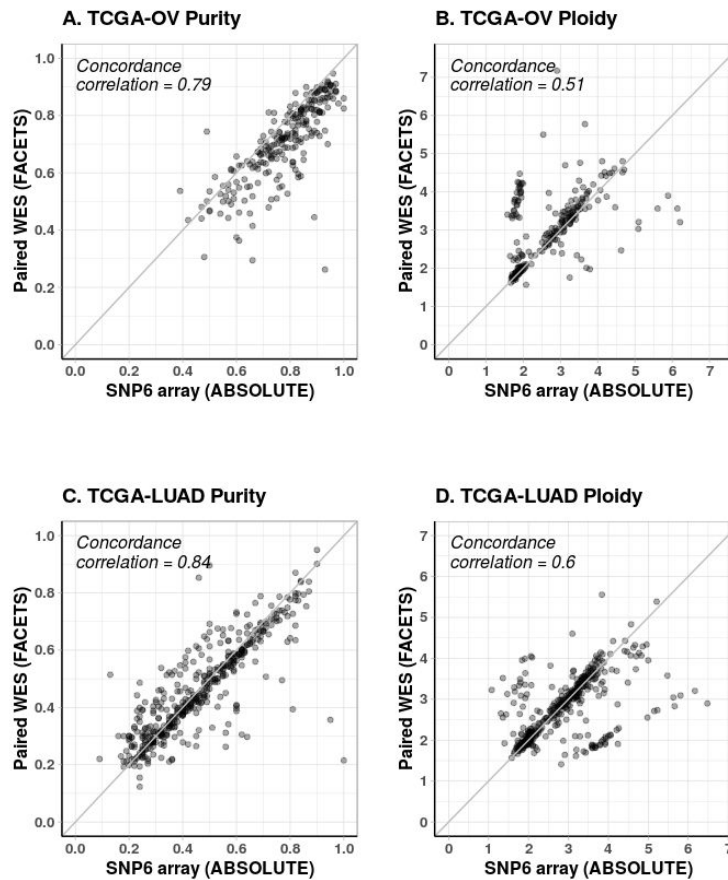 A. TCGA-OV Purity
Concordance
correlation = 0.79
1.0
0.8
0.6
0.4
0.2
0.0
Paired WES (FACETS)
0.0 0.2 0.4 0.6 0.8 1.0
SNP6 array (ABSOLUTE)
B. TCGA-OV Ploidy
Concordance
correlation = 0.51
7
6
5
4
3
2
1
0
Paired WES (FACETS)
0 1 2 3 4 5 6 7
SNP6 array (ABSOLUTE)
C. TCGA-LUAD Purity
Concordance
correlation = 0.84
1.0
0.8
0.6
0.4
0.2
0.0
Paired WES (FACETS)
0.0 0.2 0.4 0.6 0.8 1.0
SNP6 array (ABSOLUTE)
D. TCGA-LUAD Ploidy
Concordance
correlation = 0.6
7
6
5
4
3
2
1
0
Paired WES (FACETS)
0 1 2 3 4 5 6 7
SNP6 array (ABSOLUTE)